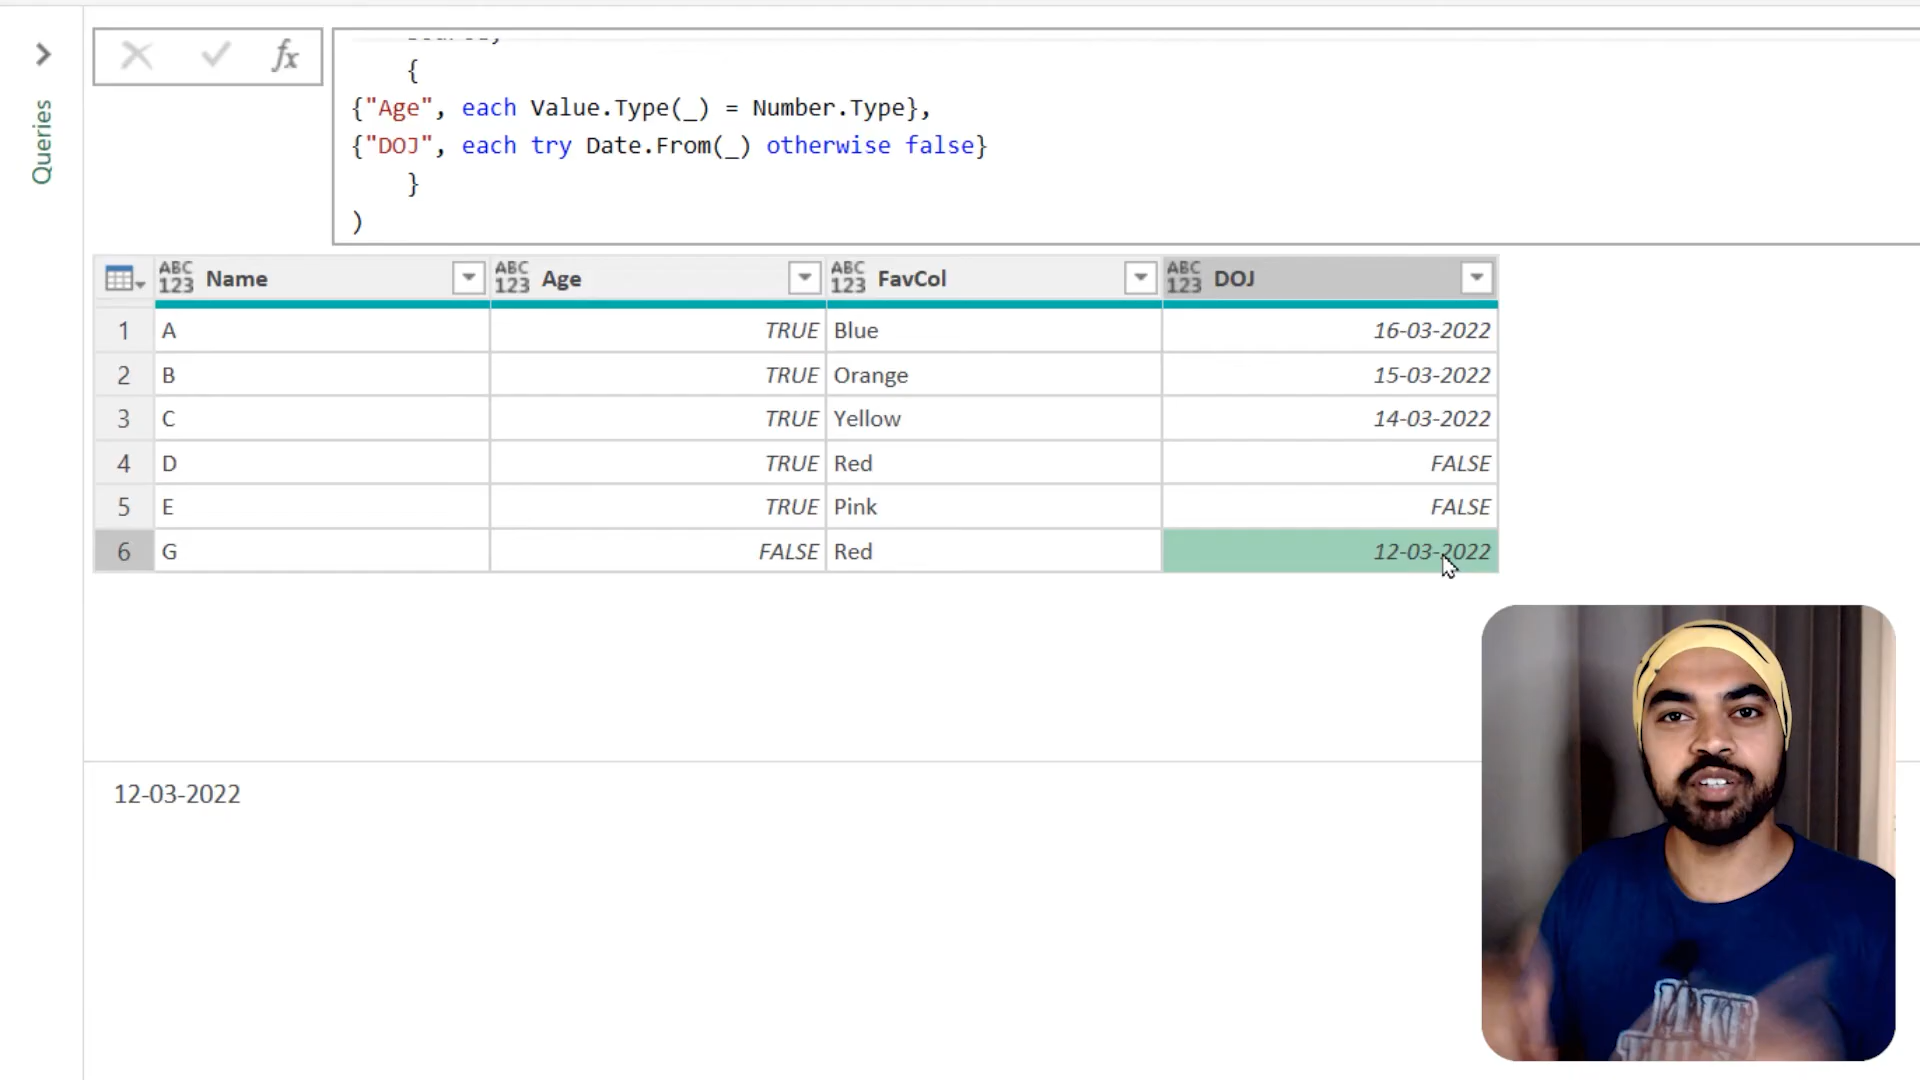 Queries
fx
{
{"Age", each Value.Type(_) = Number.Type},
{"DOJ", each try Date.From(_) otherwise false}
}
)
ABC 123 Name ABC 123 Age ABC 123 FavCol ABC 123 DOJ
1 A TRUE Blue 16-03-2022
2 B TRUE Orange 15-03-2022
3 C TRUE Yellow 14-03-2022
4 D TRUE Red FALSE
5 E TRUE Pink FALSE
6 G FALSE Red 12-03-2022
12-03-2022